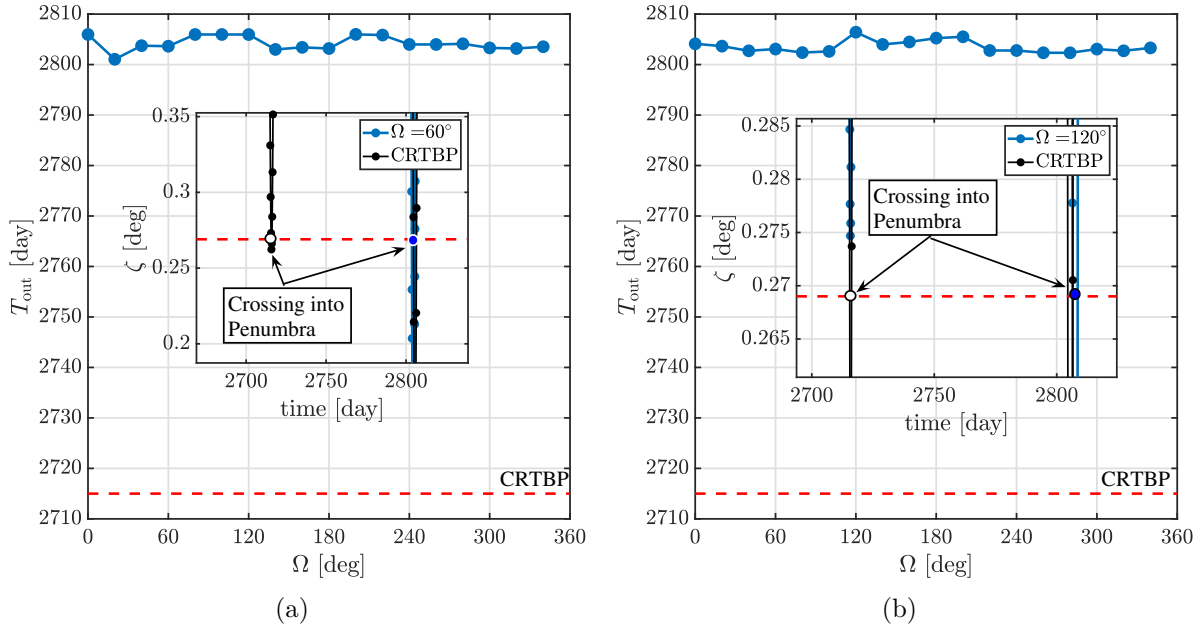 2810
2800
2790
2780
2770
2760
2750
2740
2730
2720
2710
T_out [day]
0
60
120
180
240
300
360
Ω [deg]
CRTBP
0.35
0.3
0.25
0.2
ζ [deg]
2700
2750
2800
time [day]
Ω =60°
CRTBP
Crossing into
Penumbra
(a)
2810
2800
2790
2780
2770
2760
2750
2740
2730
2720
2710
T_out [day]
0
60
120
180
240
300
360
Ω [deg]
CRTBP
0.285
0.28
0.275
0.27
0.265
ζ [deg]
2700
2750
2800
time [day]
Ω =120°
CRTBP
Crossing into
Penumbra
(b)